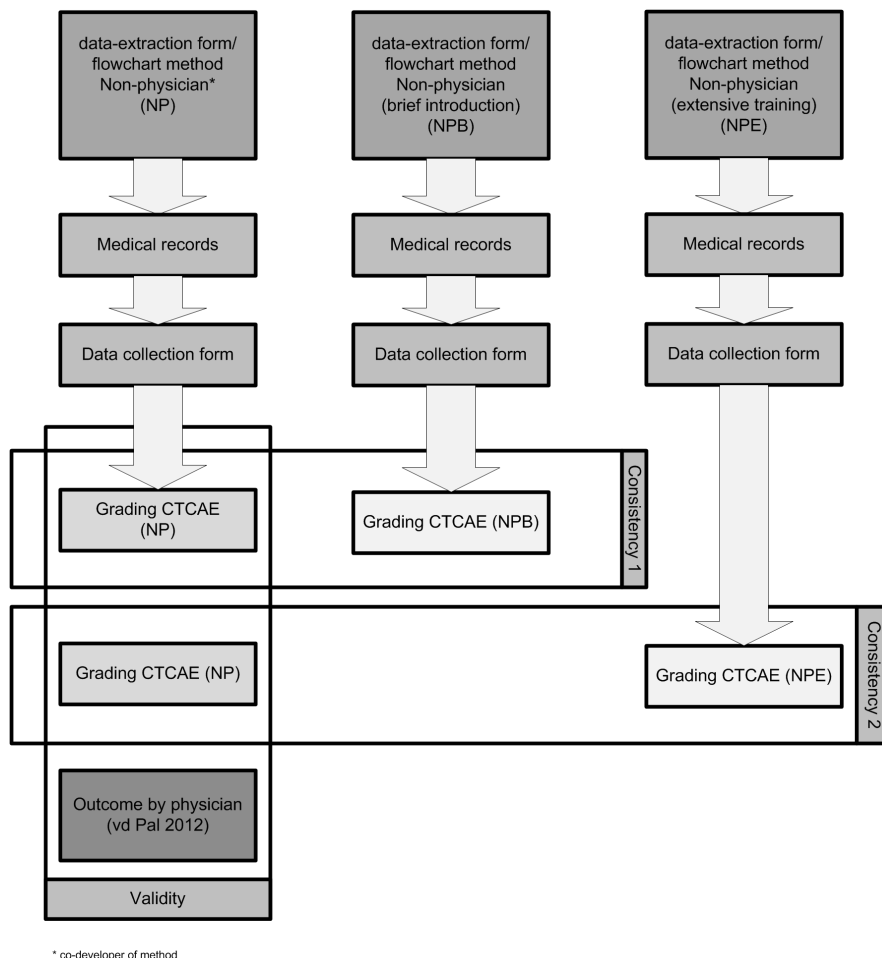 data-extraction form/
flowchart method
Non-physician*
(NP)
data-extraction form/
flowchart method
Non-physician
(brief introduction)
(NPB)
data-extraction form/
flowchart method
Non-physician
(extensive training)
(NPE)
Medical records
Medical records
Medical records
Data collection form
Data collection form
Data collection form
Grading CTCAE
(NP)
Grading CTCAE (NPB)
Consistency 1
Grading CTCAE (NP)
Grading CTCAE (NPE)
Consistency 2
Outcome by physician
(vd Pal 2012)
Validity
* co-developer of method